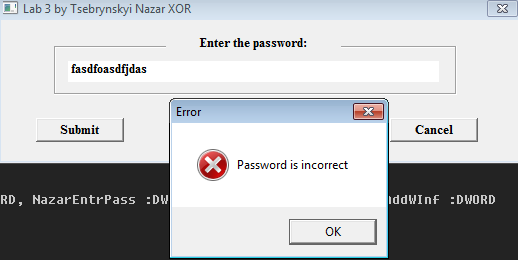 Lab 3 by Tsebrynskyi Nazar XOR
Enter the password:
fasdfoasdfjdas
Error
Submit
Cancel
Password is incorrect
RD, NazarEntrPass :DW
ddWInf :DWORD
OK